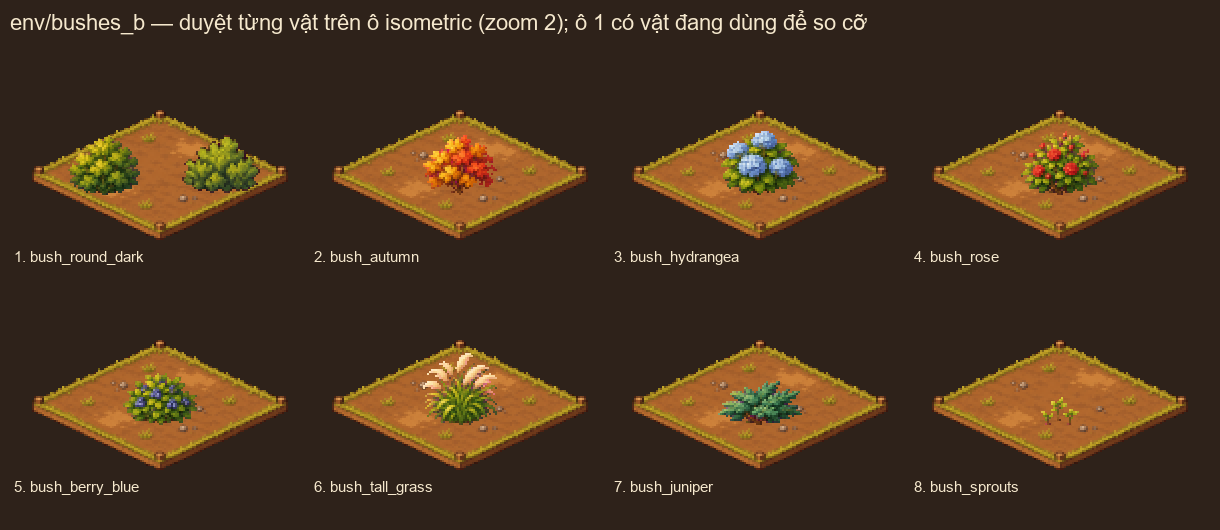 env/bushes_b — duyệt từng vật trên ô isometric (zoom 2); ô 1 có vật đang dùng để so cỡ
1. bush_round_dark
2. bush_autumn
3. bush_hydrangea
4. bush_rose
5. bush_berry_blue
6. bush_tall_grass
7. bush_juniper
8. bush_sprouts